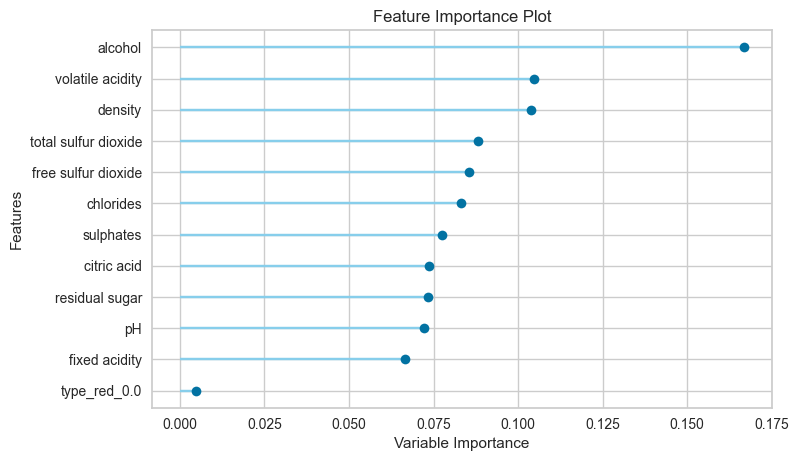 Feature Importance Plot
alcohol
volatile acidity
density
total sulfur dioxide
free sulfur dioxide
chlorides
sulphates
citric acid
residual sugar
pH
fixed acidity
type_red_0.0
Features
0.000 0.025 0.050 0.075 0.100 0.125 0.150 0.175
Variable Importance